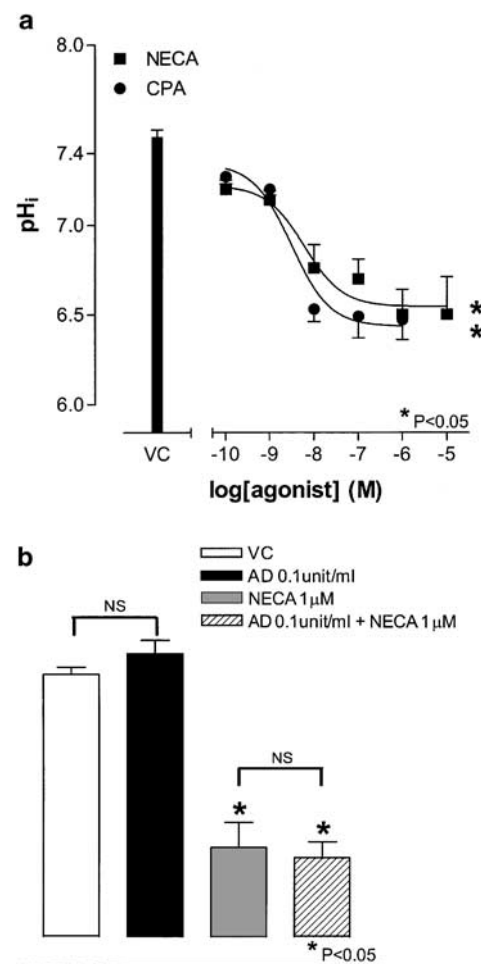 a
8.0
■ NECA
● CPA
7.4
7.0
6.5
6.0
pHi
*
*
* P<0.05
VC
-10 -9 -8 -7 -6 -5
log[agonist] (M)
b
VC
AD 0.1unit/ml
NECA 1μM
AD 0.1unit/ml + NECA 1μM
NS
NS
* *
* P<0.05